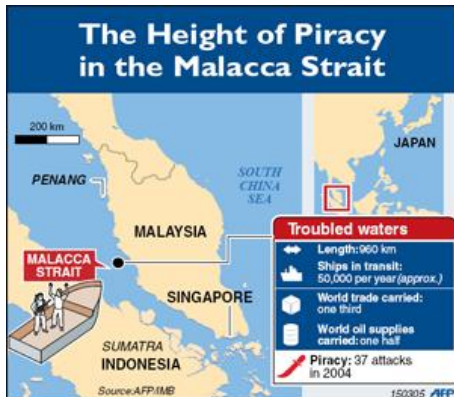 The Height of Piracy
in the Malacca Strait
200 km
JAPAN
PENANG
SOUTH
CHINA
SEA
MALAYSIA
MALACCA
STRAIT
SINGAPORE
SUMATRA
INDONESIA
Source:AFP/IMB
Troubled waters
Length:960 km
Ships in transit:
50,000 per year(approx.)
World trade carried:
one third
World oil supplies
carried:one half
Piracy: 37 attacks
in 2004
150305 AFP